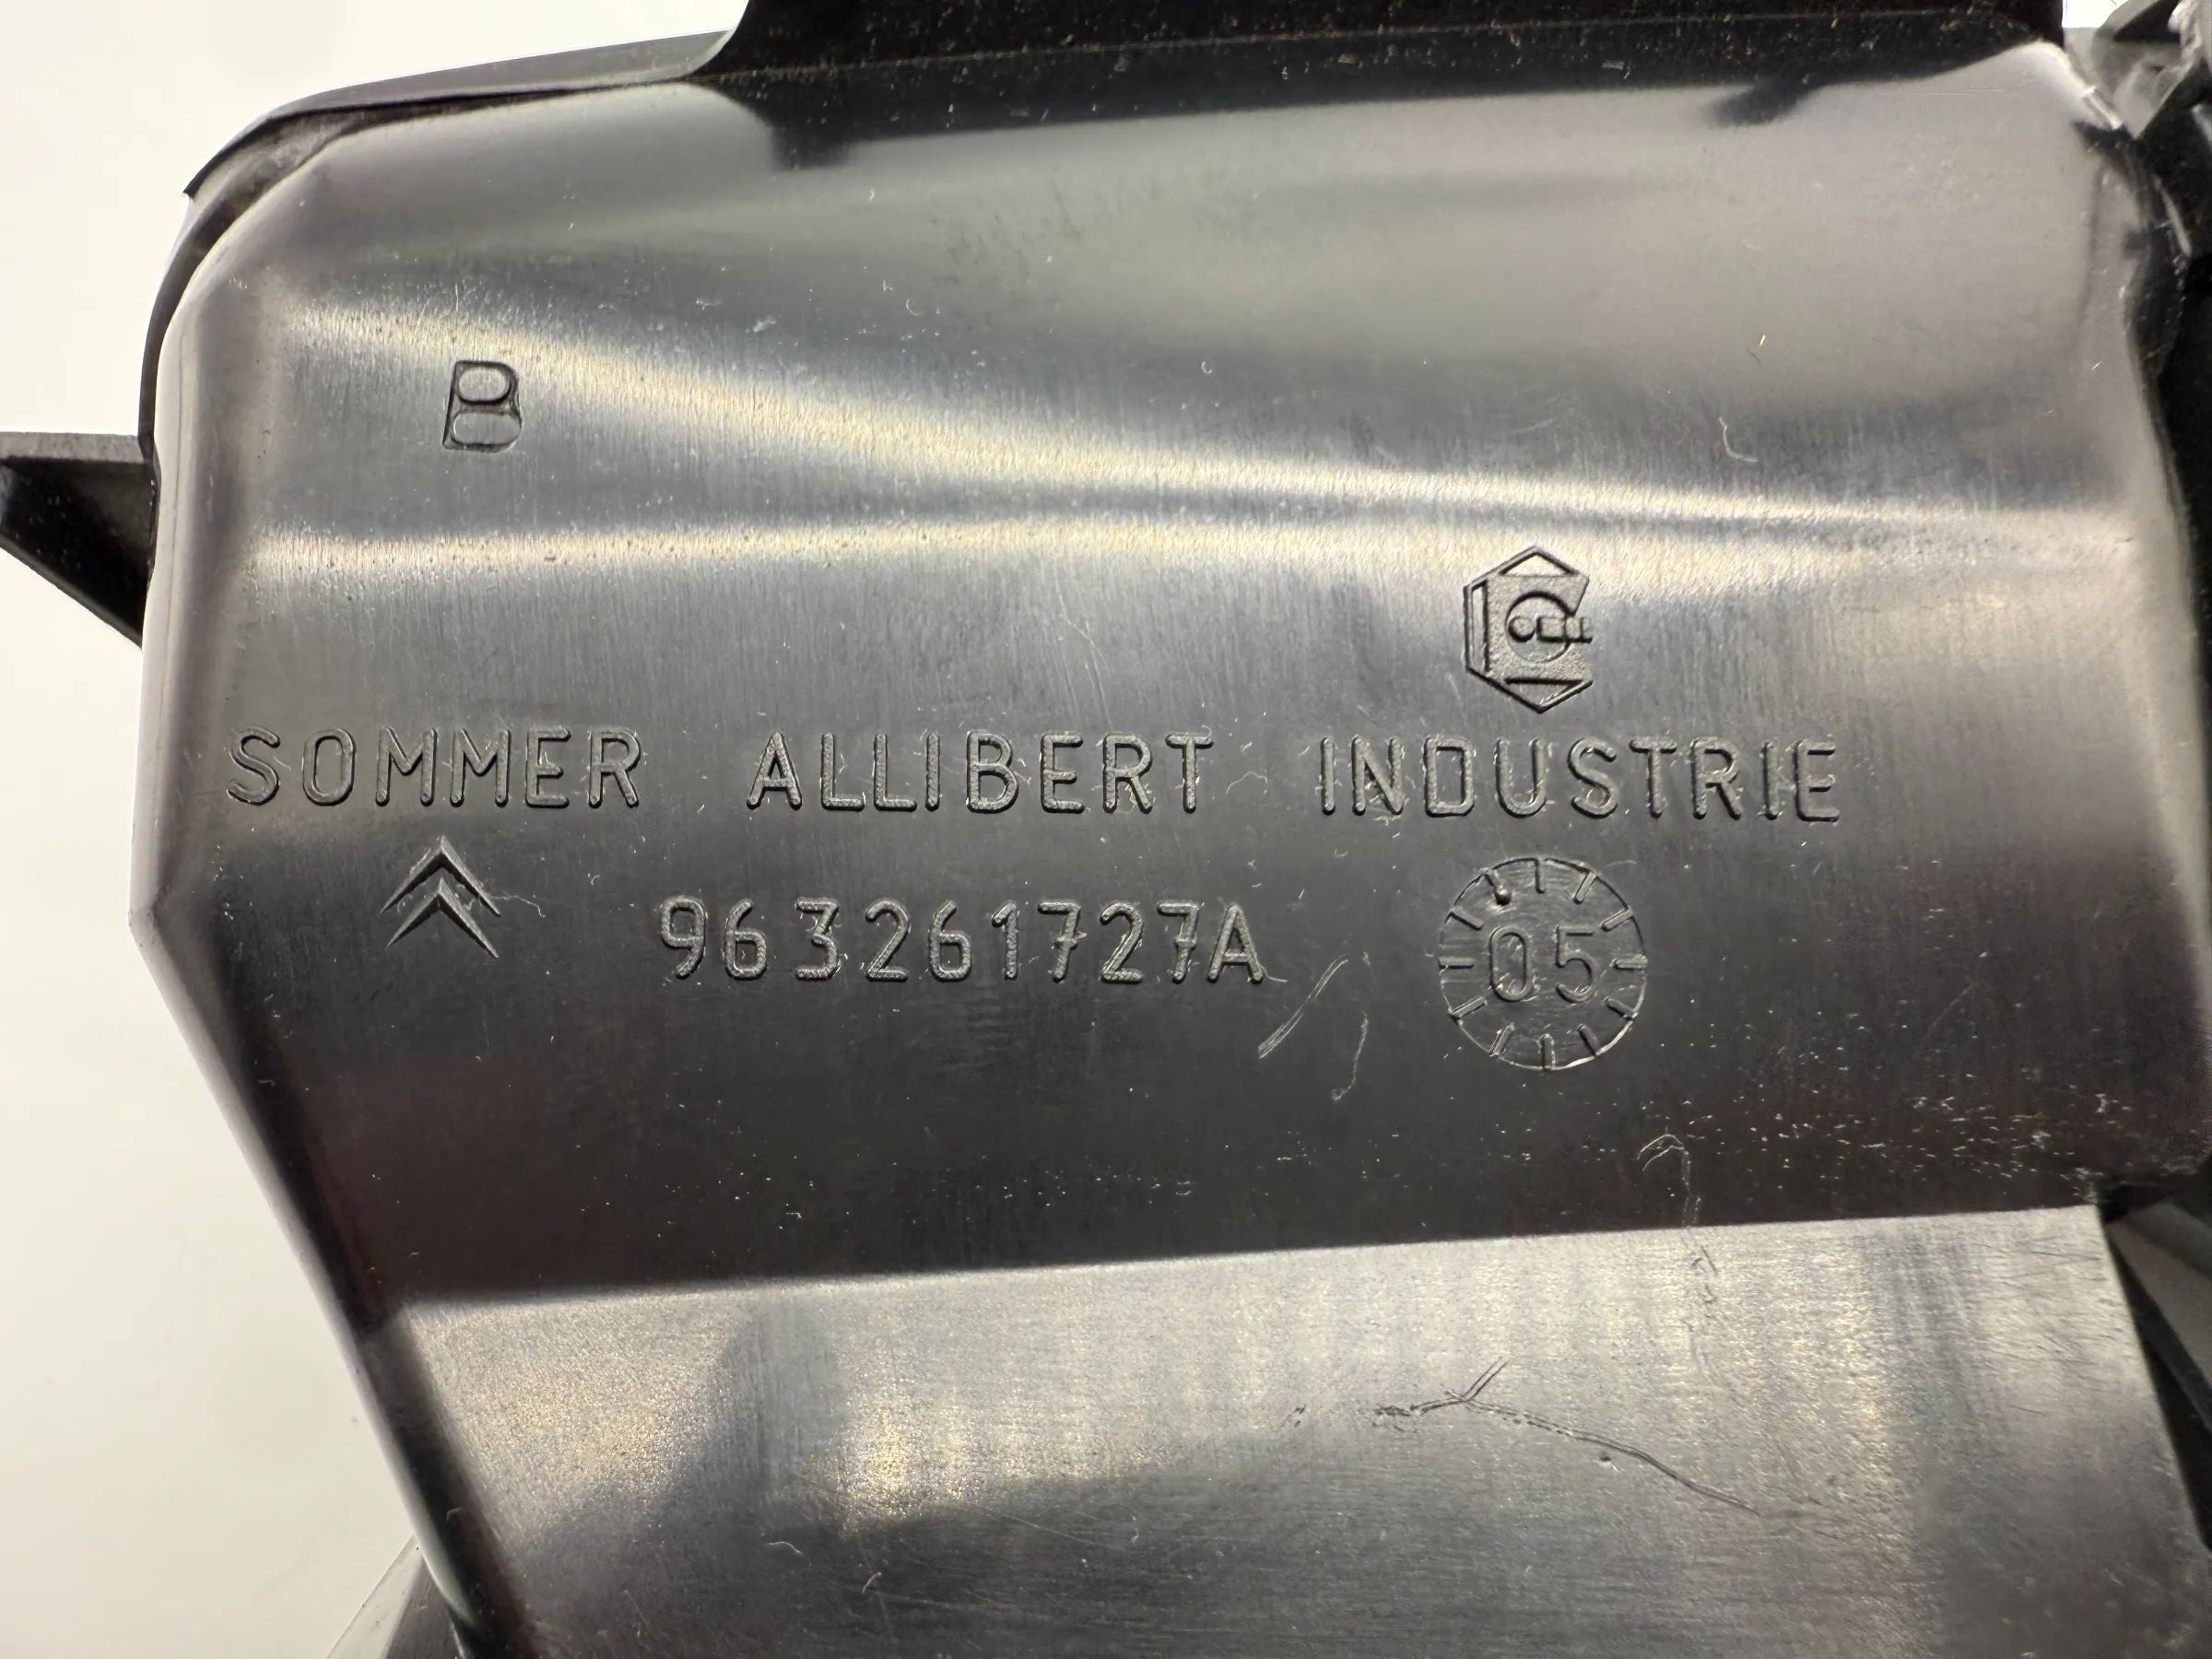 B
SOMMER ALLIBERT INDUSTRIE
963261727A
05